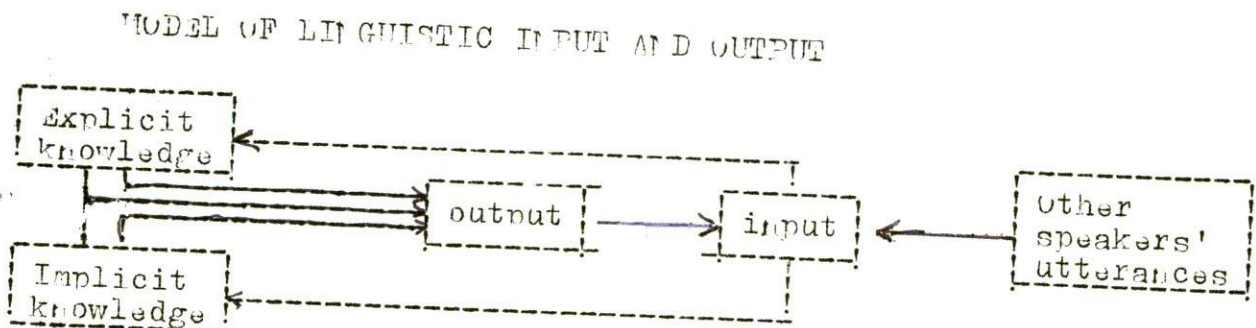 MODEL OF LINGUISTIC INPUT AND OUTPUT
Explicit
knowledge
output
input
Other
speakers'
utterances
Implicit
knowledge